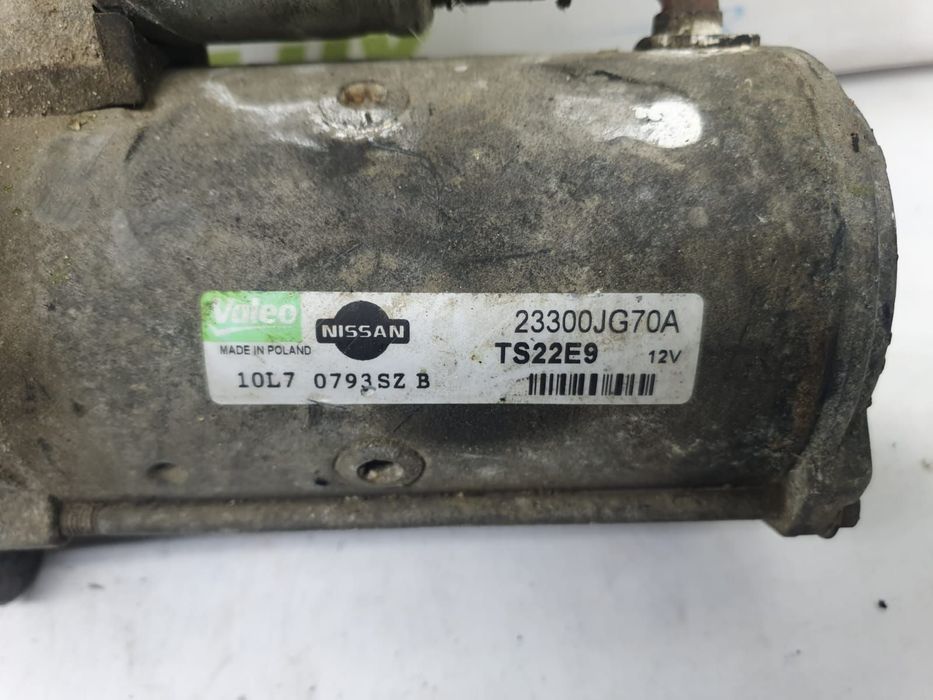 Valeo
NISSAN
23300JG70A
MADE IN POLAND
TS22E9 12V
10L7 0793SZ B